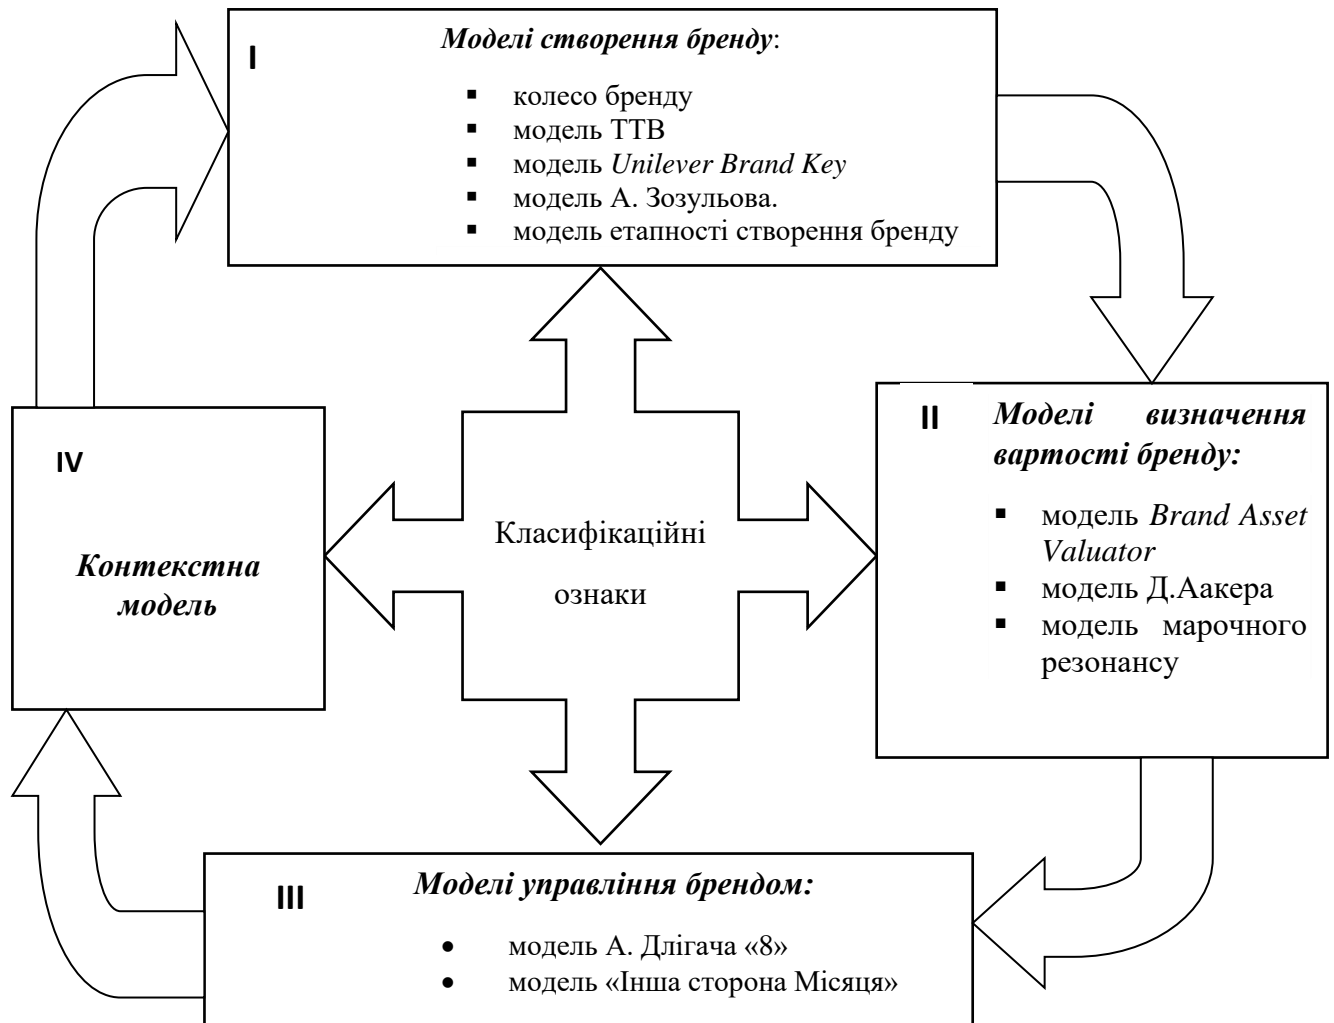 I
Моделі створення бренду:
▪ колесо бренду
▪ модель ТТВ
▪ модель Unilever Brand Key
▪ модель А. Зозульова.
▪ модель етапності створення бренду
II
Моделі визначення
вартості бренду:
▪ модель Brand Asset
Valuator
▪ модель Д.Аакера
▪ модель марочного
резонансу
IV
Контекстна
модель
Класифікаційні
ознаки
III
Моделі управління брендом:
• модель А. Длігача «8»
• модель «Інша сторона Місяця»